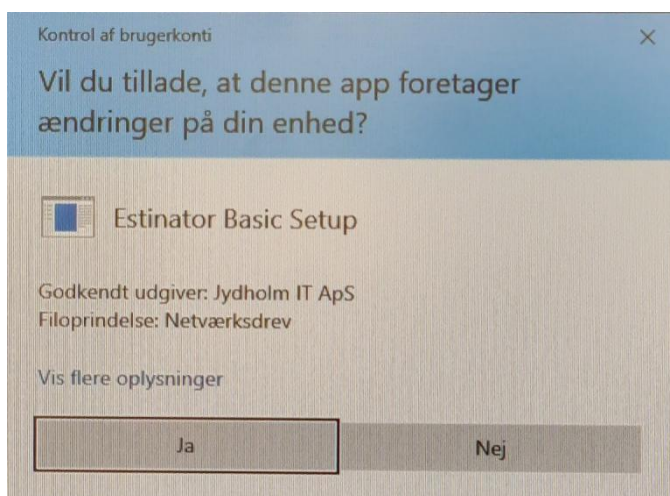 Kontrol af brugerkonti
Vil du tillade, at denne app foretager
ændringer på din enhed?
Estinator Basic Setup
Godkendt udgiver: Jydholm IT ApS
Filoprindelse: Netværksdrev
Vis flere oplysninger
Ja
Nej